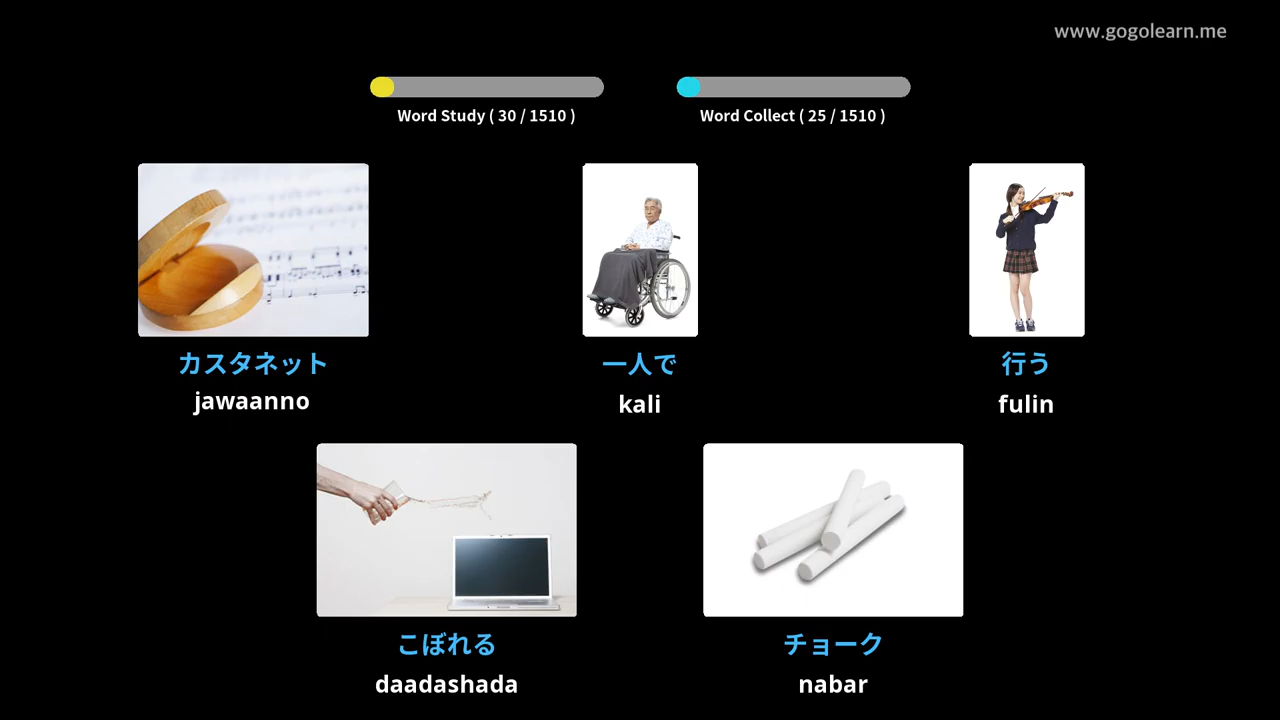 www.gogolearn.me
Word Study ( 30 / 1510 )
Word Collect ( 25 / 1510 )
カスタネット
jawaanno
一人で
kali
行う
fulin
こぼれる
daadashada
チョーク
nabar